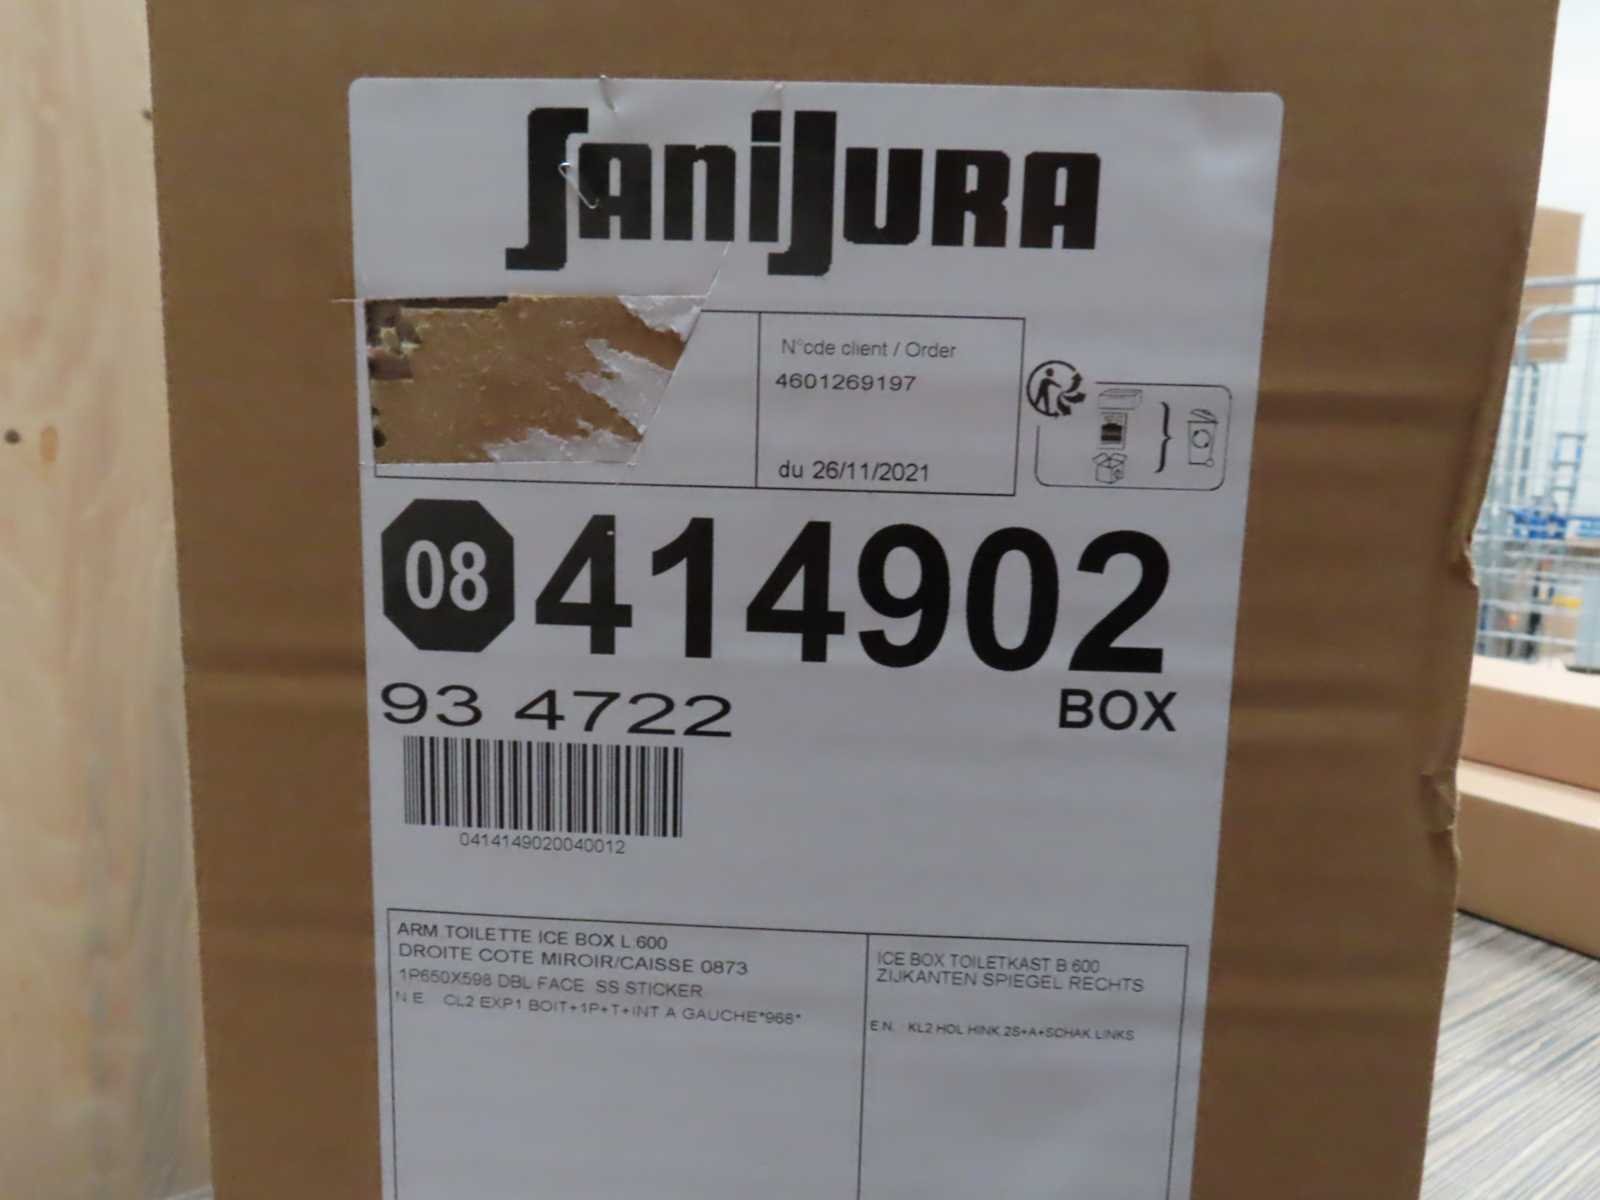 SANIJURA
N°cde client / Order
4601269197
du 26/11/2021
08 414902
93 4722 BOX
0414149020040012
ARM.TOILETTE ICE BOX L.600
DROITE COTE MIROIR/CAISSE 0873
1P650X598 DBL FACE SS STICKER
N.E. CL2 EXP1 BOIT+1P+T+INT A GAUCHE*968*
ICE BOX TOILETKAST B.600
ZIJKANTEN SPIEGEL RECHTS
E.N. KL2 HOL HINK.2S+A+SCHAK.LINKS